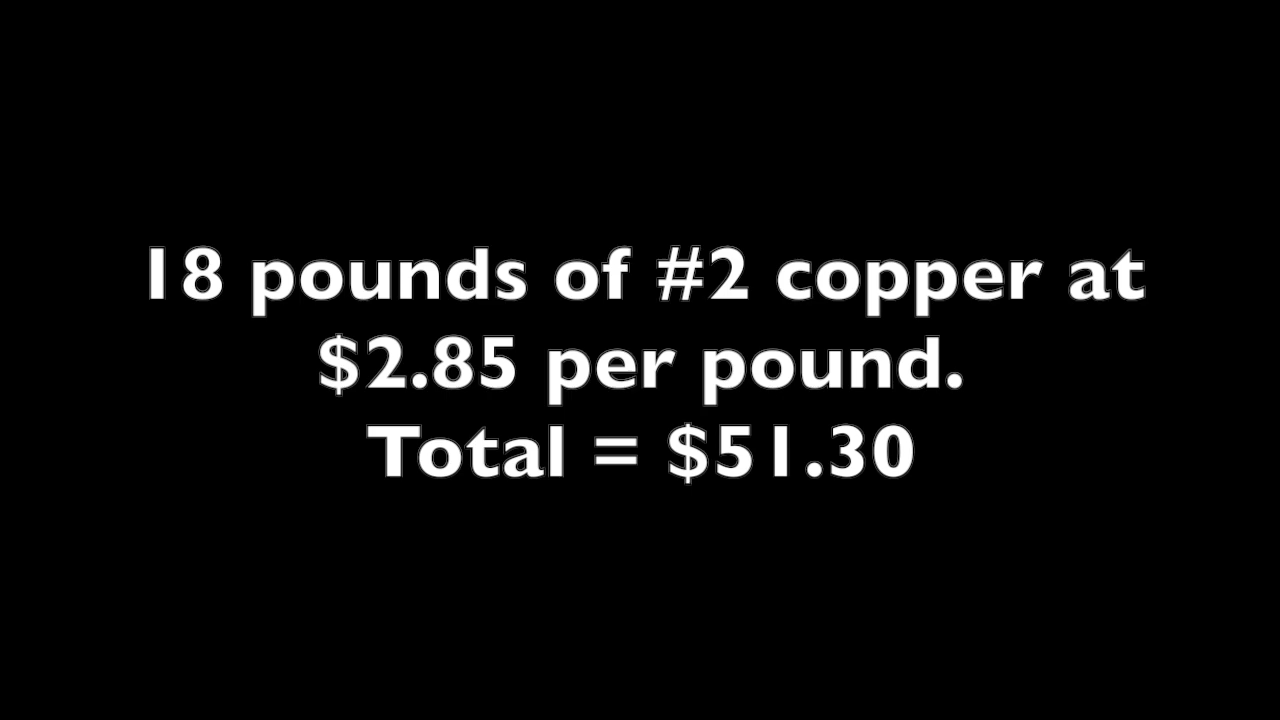 18 pounds of #2 copper at
$2.85 per pound.
Total = $51.30